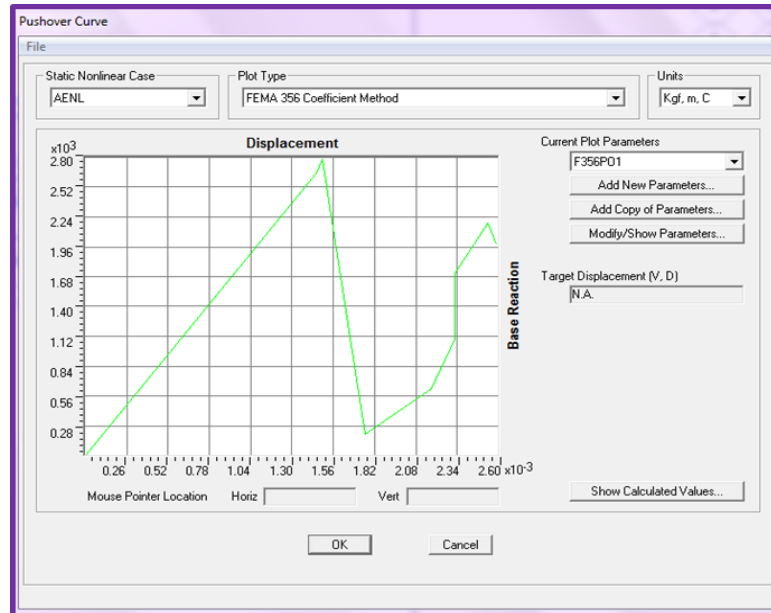 Pushover Curve
File
Static Nonlinear Case
AENL
Plot Type
FEMA 356 Coefficient Method
Units
Kgf, m, C
Displacement
x10³
2.80
2.52
2.24
1.96
1.68
1.40
1.12
0.84
0.56
0.28
0.26 0.52 0.78 1.04 1.30 1.56 1.82 2.08 2.34 2.60 x10⁻³
Base Reaction
Mouse Pointer Location Horiz Vert
Current Plot Parameters
F356PO1
Add New Parameters...
Add Copy of Parameters...
Modify/Show Parameters...
Target Displacement (V, D)
N.A.
Show Calculated Values...
OK Cancel